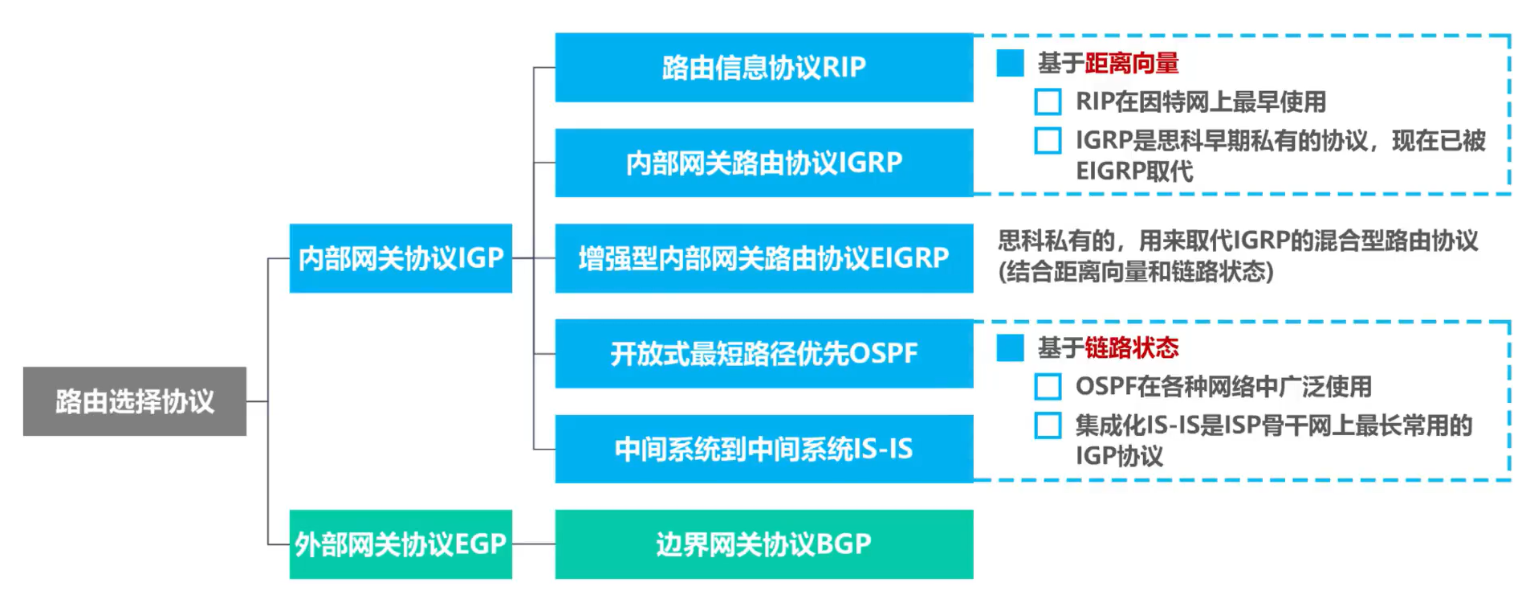 路由选择协议
内部网关协议IGP
路由信息协议RIP
内部网关路由协议IGRP
基于距离向量
RIP在因特网上最早使用
IGRP是思科早期私有的协议，现在已被
EIGRP取代
增强型内部网关路由协议EIGRP
思科私有的，用来取代IGRP的混合型路由协议
(结合距离向量和链路状态)
开放式最短路径优先OSPF
中间系统到中间系统IS-IS
基于链路状态
OSPF在各种网络中广泛使用
集成化IS-IS是ISP骨干网上最长常用的
IGP协议
外部网关协议EGP
边界网关协议BGP